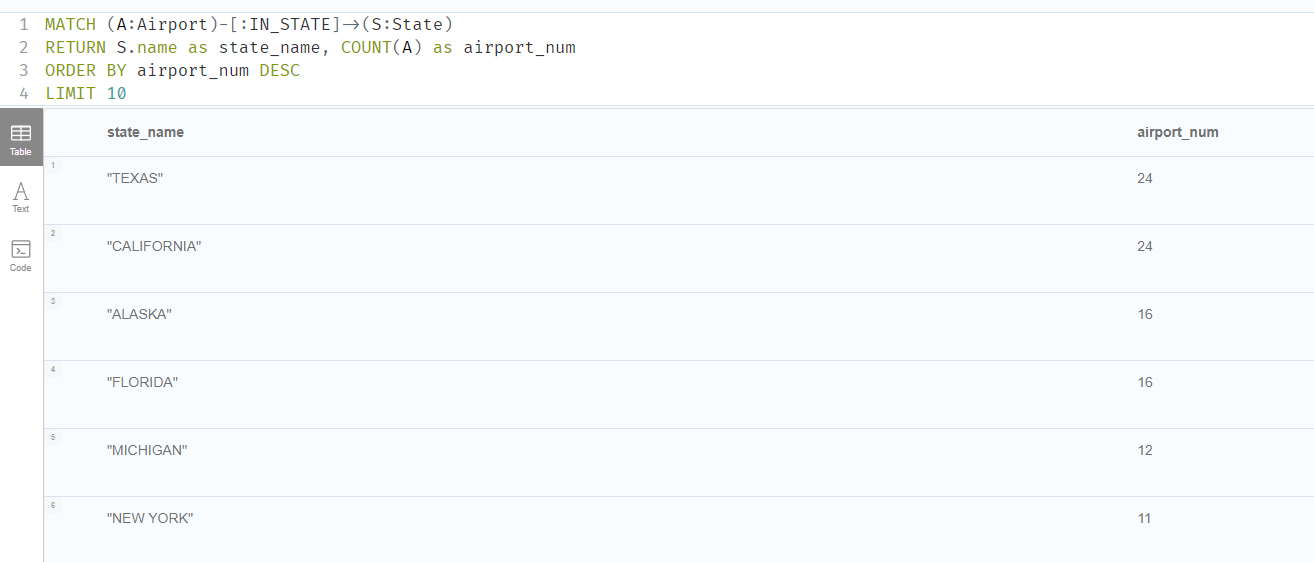 1 MATCH (A:Airport)-[:IN_STATE]→(S:State)
2 RETURN S.name as state_name, COUNT(A) as airport_num
3 ORDER BY airport_num DESC
4 LIMIT 10
Table
Text
Code
state_name airport_num
1 "TEXAS" 24
2 "CALIFORNIA" 24
3 "ALASKA" 16
4 "FLORIDA" 16
5 "MICHIGAN" 12
6 "NEW YORK" 11